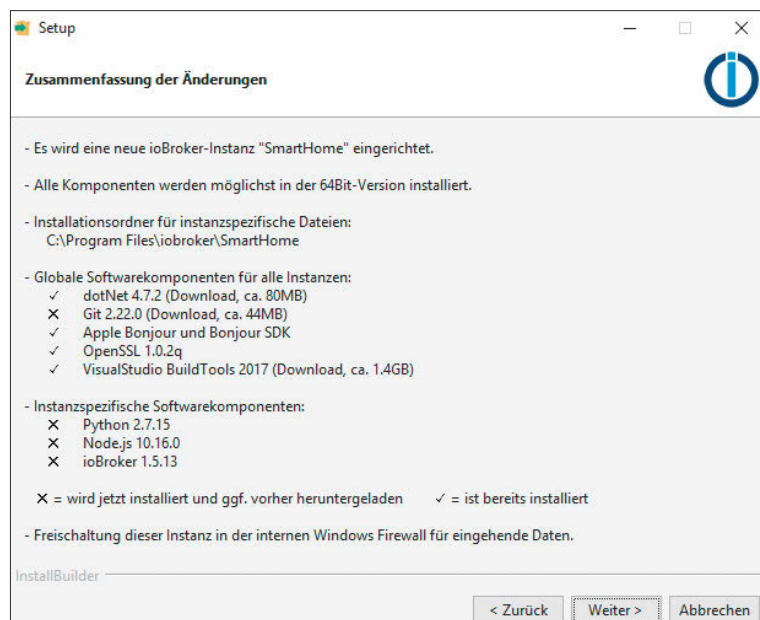 Setup
Zusammenfassung der Änderungen
- Es wird eine neue ioBroker-Instanz "SmartHome" eingerichtet.
- Alle Komponenten werden möglichst in der 64Bit-Version installiert.
- Installationsordner für instanzspezifische Dateien:
C:\Program Files\iobroker\SmartHome
- Globale Softwarekomponenten für alle Instanzen:
✓ dotNet 4.7.2 (Download, ca. 80MB)
✕ Git 2.22.0 (Download, ca. 44MB)
✓ Apple Bonjour und Bonjour SDK
✓ OpenSSL 1.0.2q
✓ VisualStudio BuildTools 2017 (Download, ca. 1.4GB)
- Instanzspezifische Softwarekomponenten:
✕ Python 2.7.15
✕ Node.js 10.16.0
✕ ioBroker 1.5.13
✕ = wird jetzt installiert und ggf. vorher heruntergeladen ✓ = ist bereits installiert
- Freischaltung dieser Instanz in der internen Windows Firewall für eingehende Daten.
InstallBuilder
< Zurück Weiter > Abbrechen